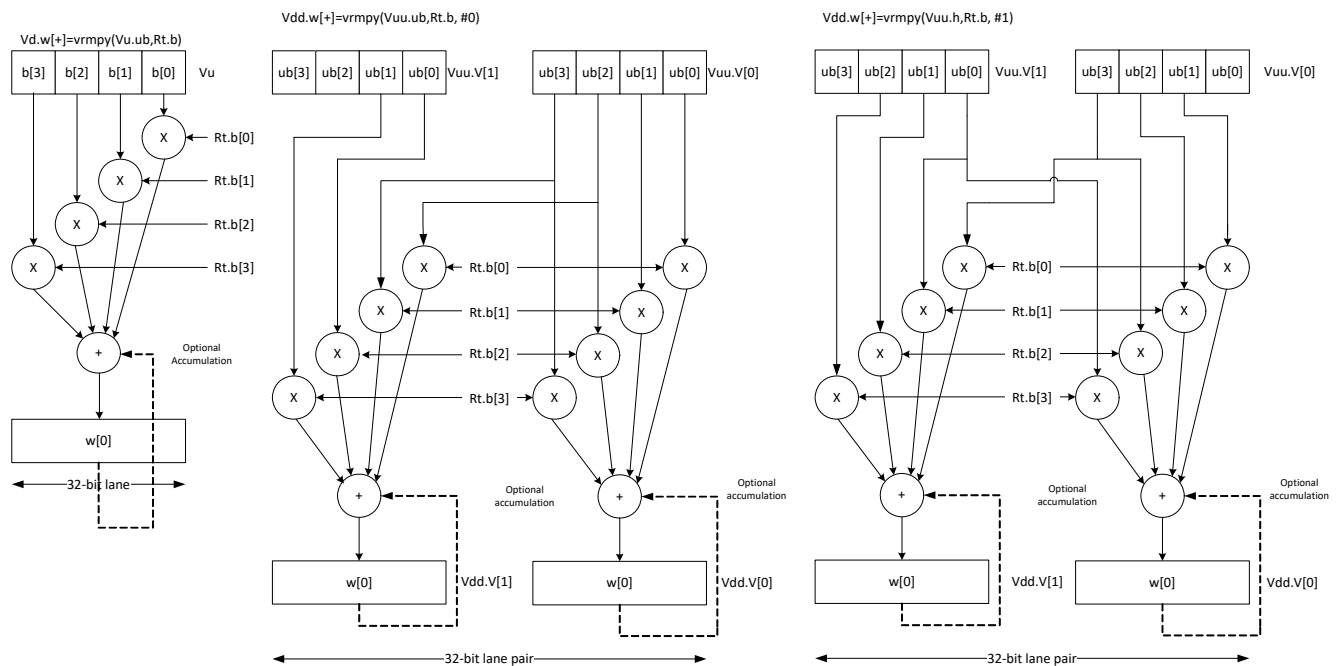 Vd.w[+]=vrmpy(Vu.ub,Rt.b)
b[3] b[2] b[1] b[0] Vu
X Rt.b[0]
X Rt.b[1]
X Rt.b[2]
X Rt.b[3]
+ Optional
Accumulation
w[0]
32-bit lane
Vdd.w[+]=vrmpy(Vuu.ub,Rt.b, #0)
ub[3] ub[2] ub[1] ub[0] Vuu.V[1] ub[3] ub[2] ub[1] ub[0] Vuu.V[0]
X Rt.b[0] X
X Rt.b[1] X
X Rt.b[2] X
X Rt.b[3] X
+ Optional
accumulation
+ Optional
accumulation
w[0] Vdd.V[1] w[0] Vdd.V[0]
32-bit lane pair
Vdd.w[+]=vrmpy(Vuu.h,Rt.b, #1)
ub[3] ub[2] ub[1] ub[0] Vuu.V[1] ub[3] ub[2] ub[1] ub[0] Vuu.V[0]
X Rt.b[0] X
X Rt.b[1] X
X Rt.b[2] X
X Rt.b[3] X
+ Optional
accumulation
+ Optional
accumulation
w[0] Vdd.V[1] w[0] Vdd.V[0]
32-bit lane pair